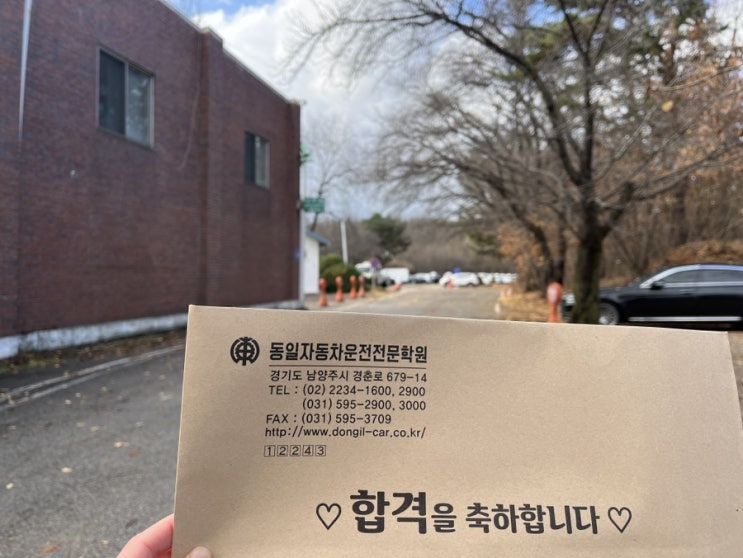 동일자동차운전전문학원
경기도 남양주시 경춘로 679-14
TEL : (02) 2234-1600, 2900
(031) 595-2900, 3000
FAX : (031) 595-3709
http://www.dongil-car.co.kr/
12243
♡ 합격을 축하합니다 ♡